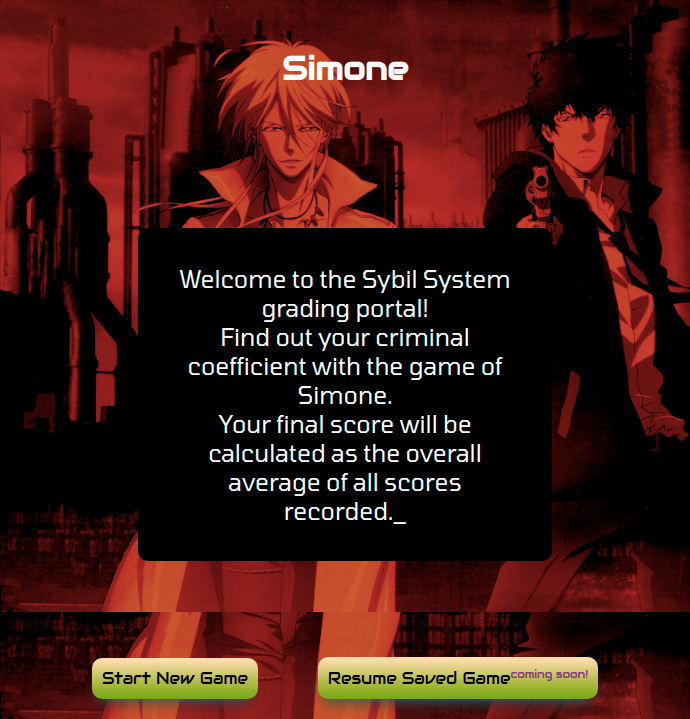 Simone
Welcome to the Sybil System
grading portal!
Find out your criminal
coefficient with the game of
Simone.
Your final score will be
calculated as the overall
average of all scores
recorded._
Start New Game
Resume Saved Game coming soon!